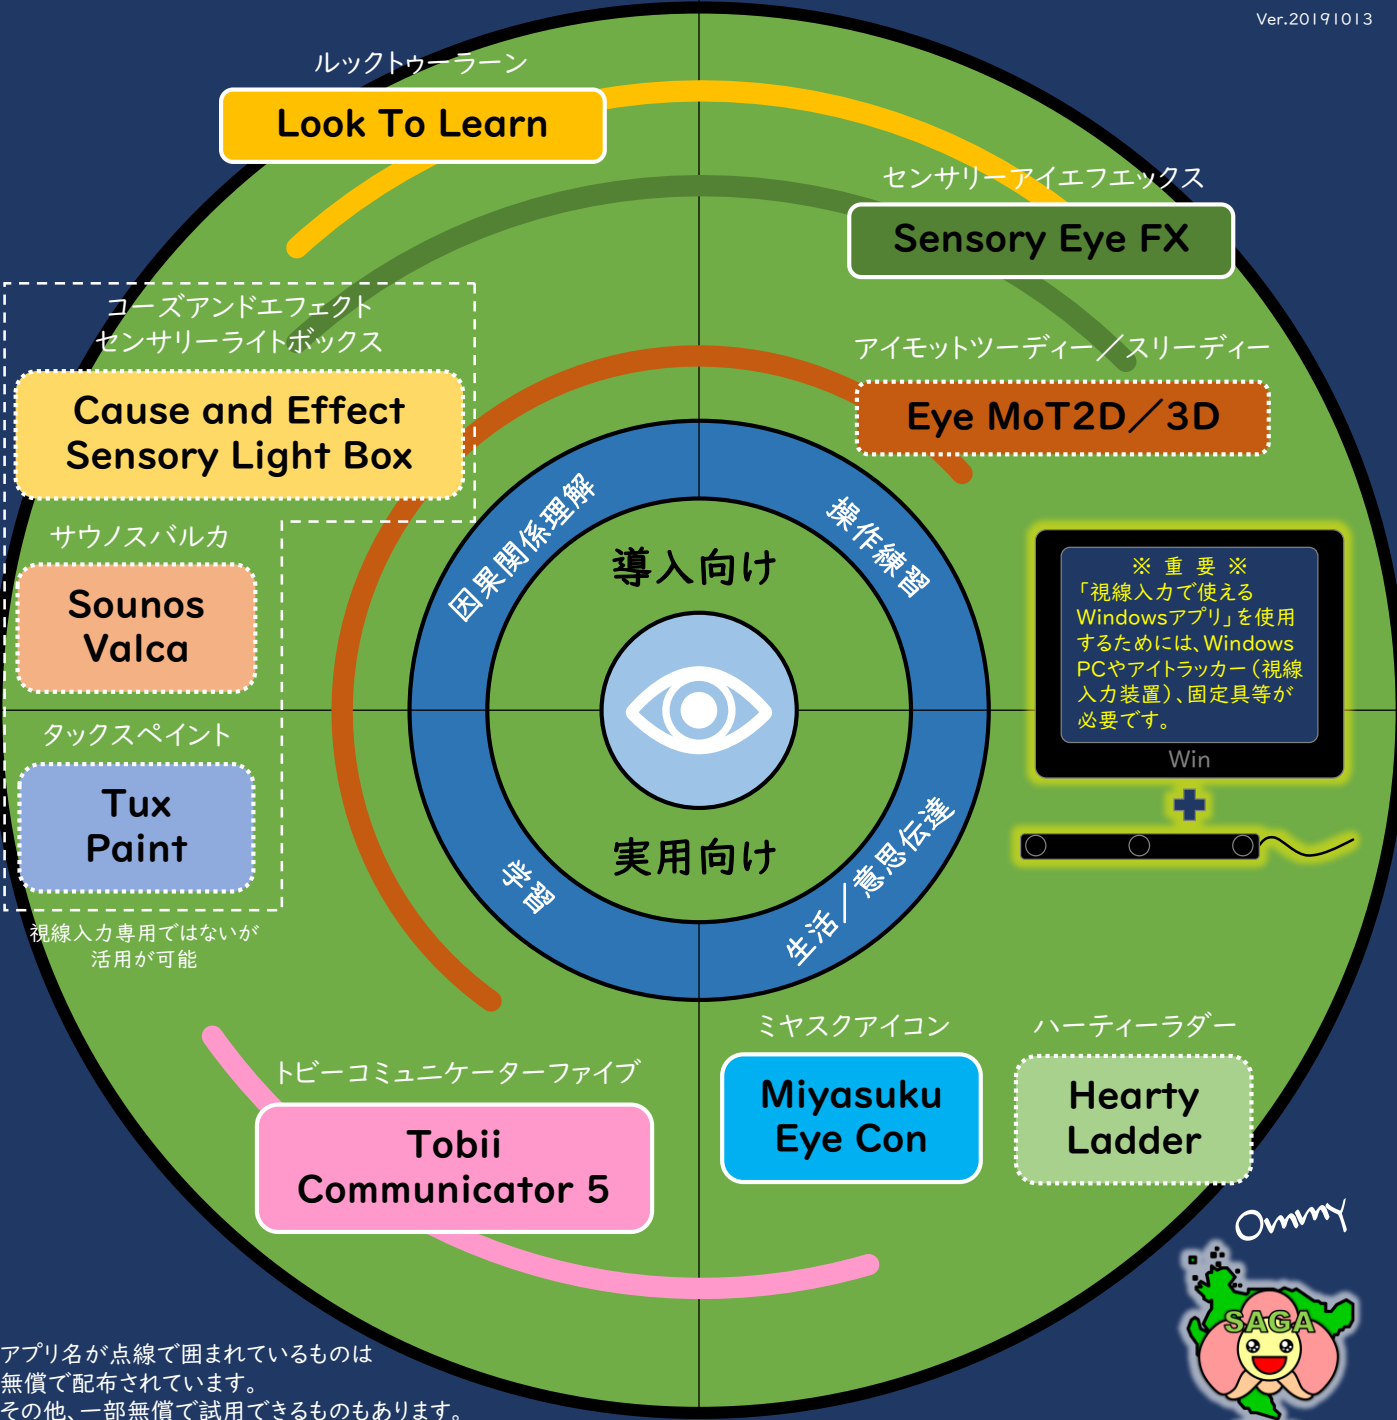 Ver.20191013
ルックトゥーラーン
Look To Learn
センサリーアイエフエックス
Sensory Eye FX
コーズアンドエフェクト
センサリーライトボックス
Cause and Effect
Sensory Light Box
アイモットツーディー／スリーディー
Eye MoT2D／3D
サウノスバルカ
Sounos
Valca
因果関係理解
操作練習
導入向け
※ 重 要 ※
「視線入力で使える
Windowsアプリ」を使用
するためには、Windows
PCやアイトラッカー（視線
入力装置）、固定具等が
必要です。
Win
タックスペイント
Tux
Paint
視線入力専用ではないが
活用が可能
実用向け
学習
生活／意思伝達
トビーコミュニケーターファイブ
Tobii
Communicator 5
ミヤスクアイコン
Miyasuku
Eye Con
ハーティーラダー
Hearty
Ladder
Ommy
SAGA
アプリ名が点線で囲まれているものは
無償で配布されています。
その他、一部無償で試用できるものもあります。